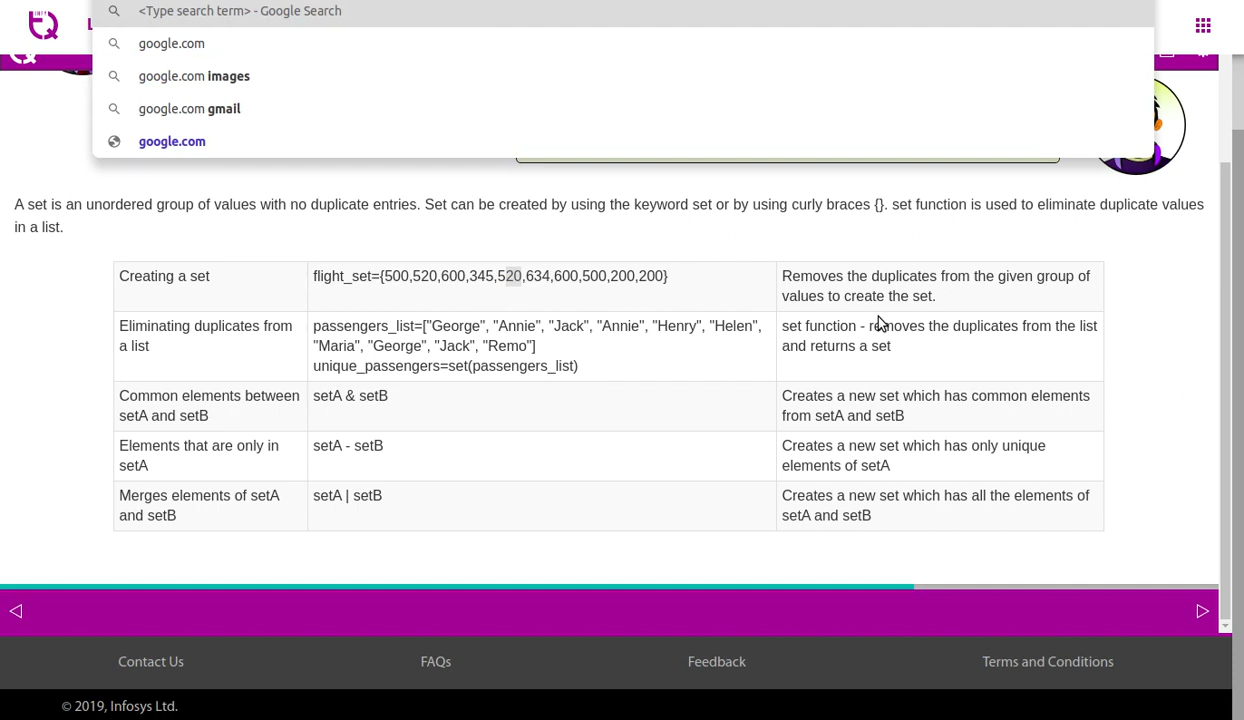 <Type search term> - Google Search
google.com
google.com images
google.com gmail
google.com
A set is an unordered group of values with no duplicate entries. Set can be created by using the keyword set or by using curly braces {}. set function is used to eliminate duplicate values
in a list.
Creating a set
flight_set={500,520,600,345,520,634,600,500,200,200}
Removes the duplicates from the given group of
values to create the set.
Eliminating duplicates from
a list
passengers_list=["George", "Annie", "Jack", "Annie", "Henry", "Helen",
"Maria", "George", "Jack", "Remo"]
unique_passengers=set(passengers_list)
set function - removes the duplicates from the list
and returns a set
Common elements between
setA and setB
setA & setB
Creates a new set which has common elements
from setA and setB
Elements that are only in
setA
setA - setB
Creates a new set which has only unique
elements of setA
Merges elements of setA
and setB
setA | setB
Creates a new set which has all the elements of
setA and setB
Contact Us
FAQs
Feedback
Terms and Conditions
© 2019, Infosys Ltd.